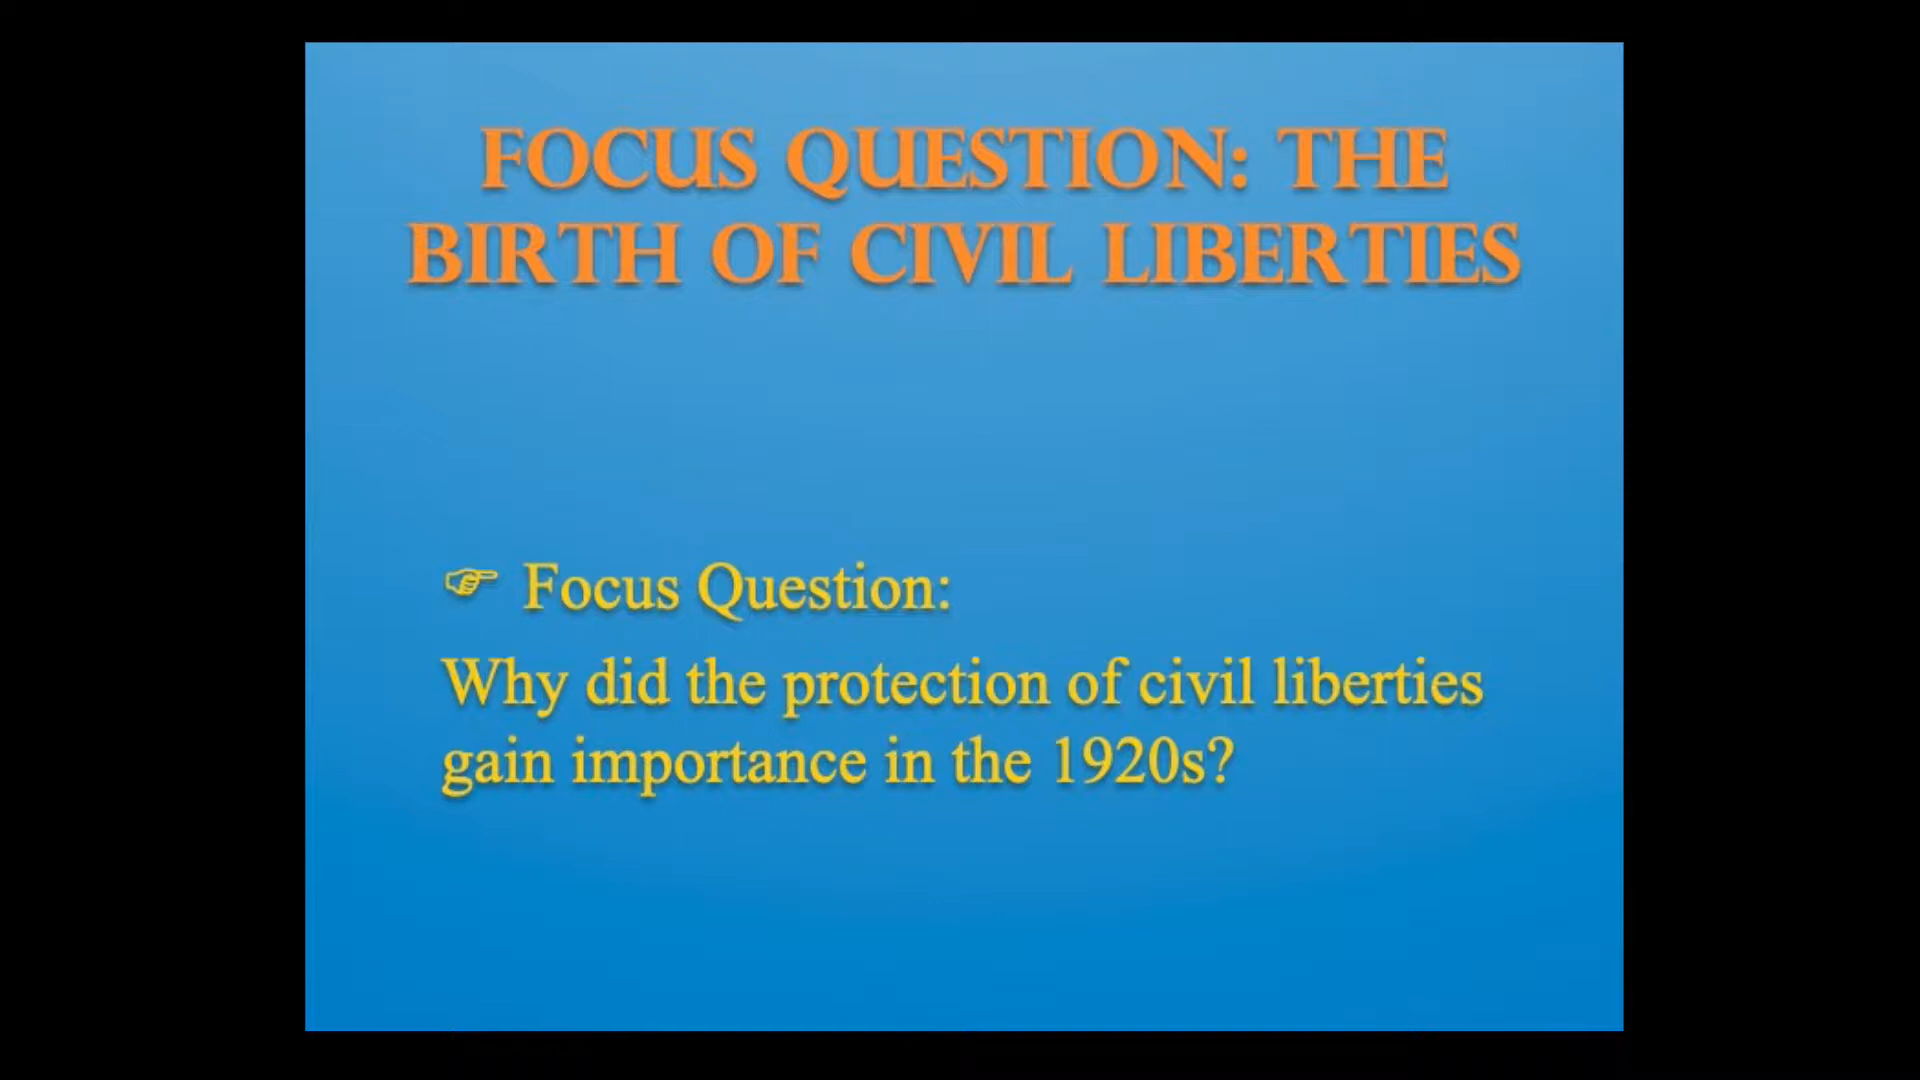 FOCUS QUESTION: THE
BIRTH OF CIVIL LIBERTIES
☞ Focus Question:
Why did the protection of civil liberties
gain importance in the 1920s?